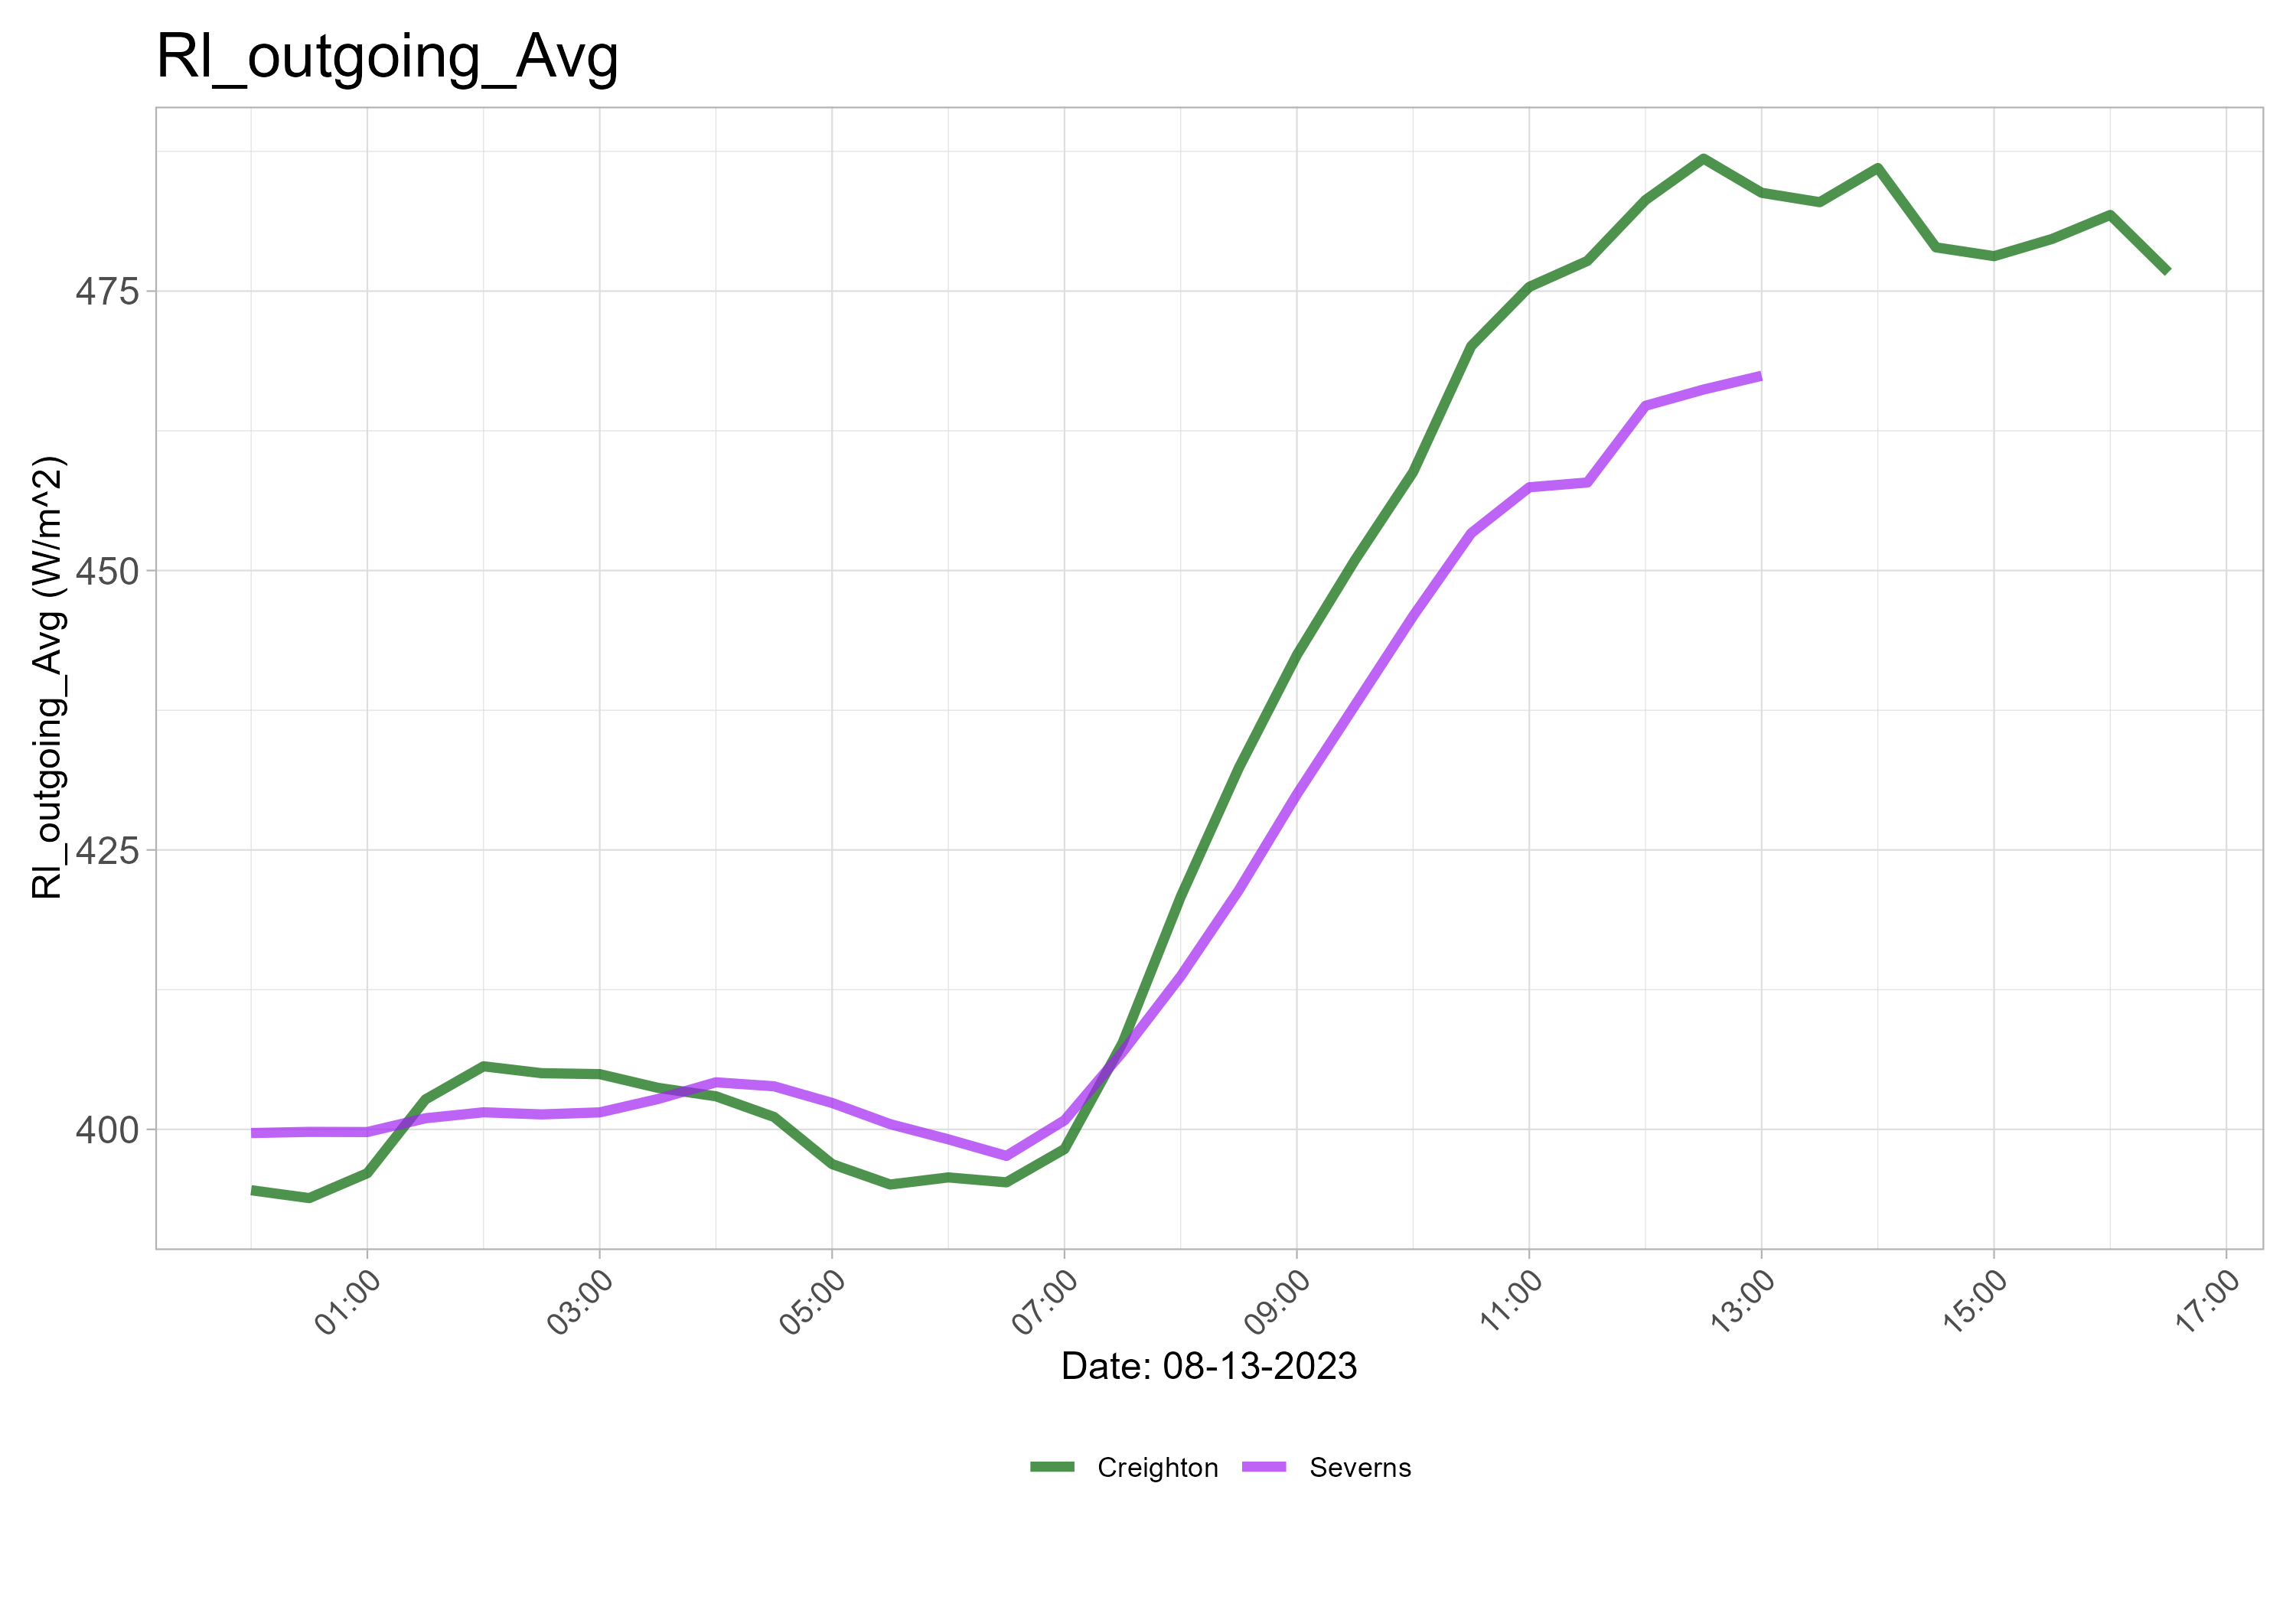 Rl_outgoing_Avg
Rl_outgoing_Avg (W/m^2)
475
450
425
400
01:00 03:00 05:00 07:00 09:00 11:00 13:00 15:00 17:00
Date: 08-13-2023
Creighton Severns